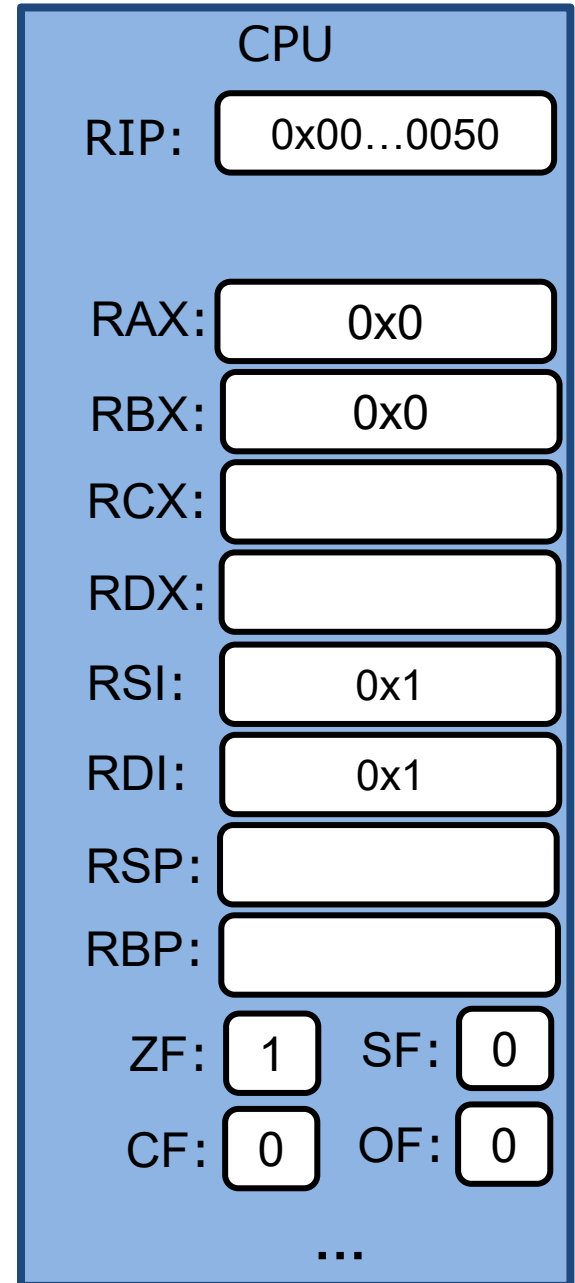 CPU
RIP: 0x00...0050
RAX: 0x0
RBX: 0x0
RCX:
RDX:
RSI: 0x1
RDI: 0x1
RSP:
RBP:
ZF: 1 SF: 0
CF: 0 OF: 0
...